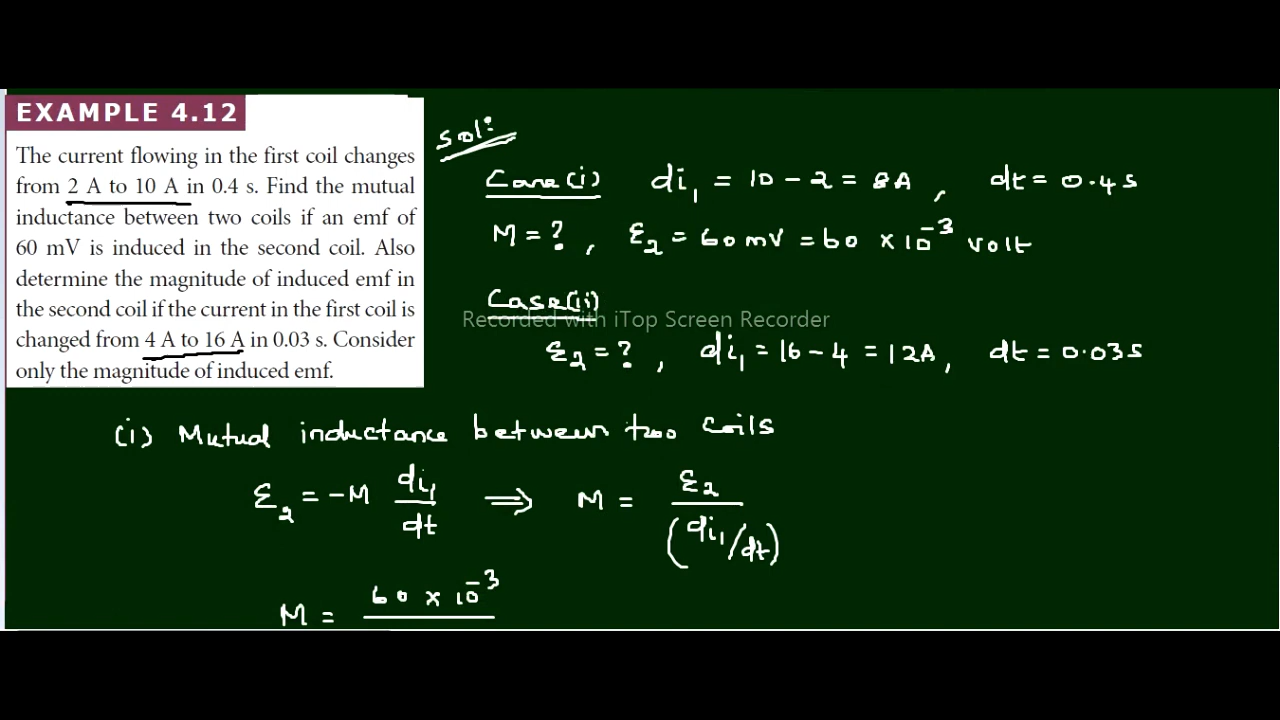 EXAMPLE 4.12
The current flowing in the first coil changes
from 2 A to 10 A in 0.4 s. Find the mutual
inductance between two coils if an emf of
60 mV is induced in the second coil. Also
determine the magnitude of induced emf in
the second coil if the current in the first coil is
changed from 4 A to 16 A in 0.03 s. Consider
only the magnitude of induced emf.
Sol:
Case(i) di₁ = 10 - 2 = 8A, dt = 0.4s
M = ?, ε₂ = 60mV = 60 × 10⁻³ volt
Case(ii)
Recorded with iTop Screen Recorder
ε₂ = ?, di₁ = 16 - 4 = 12A, dt = 0.03s
(i) Mutual inductance between two coils
ε₂ = -M di₁/dt ⟹ M = ε₂/(di₁/dt)
M = 60 × 10⁻³